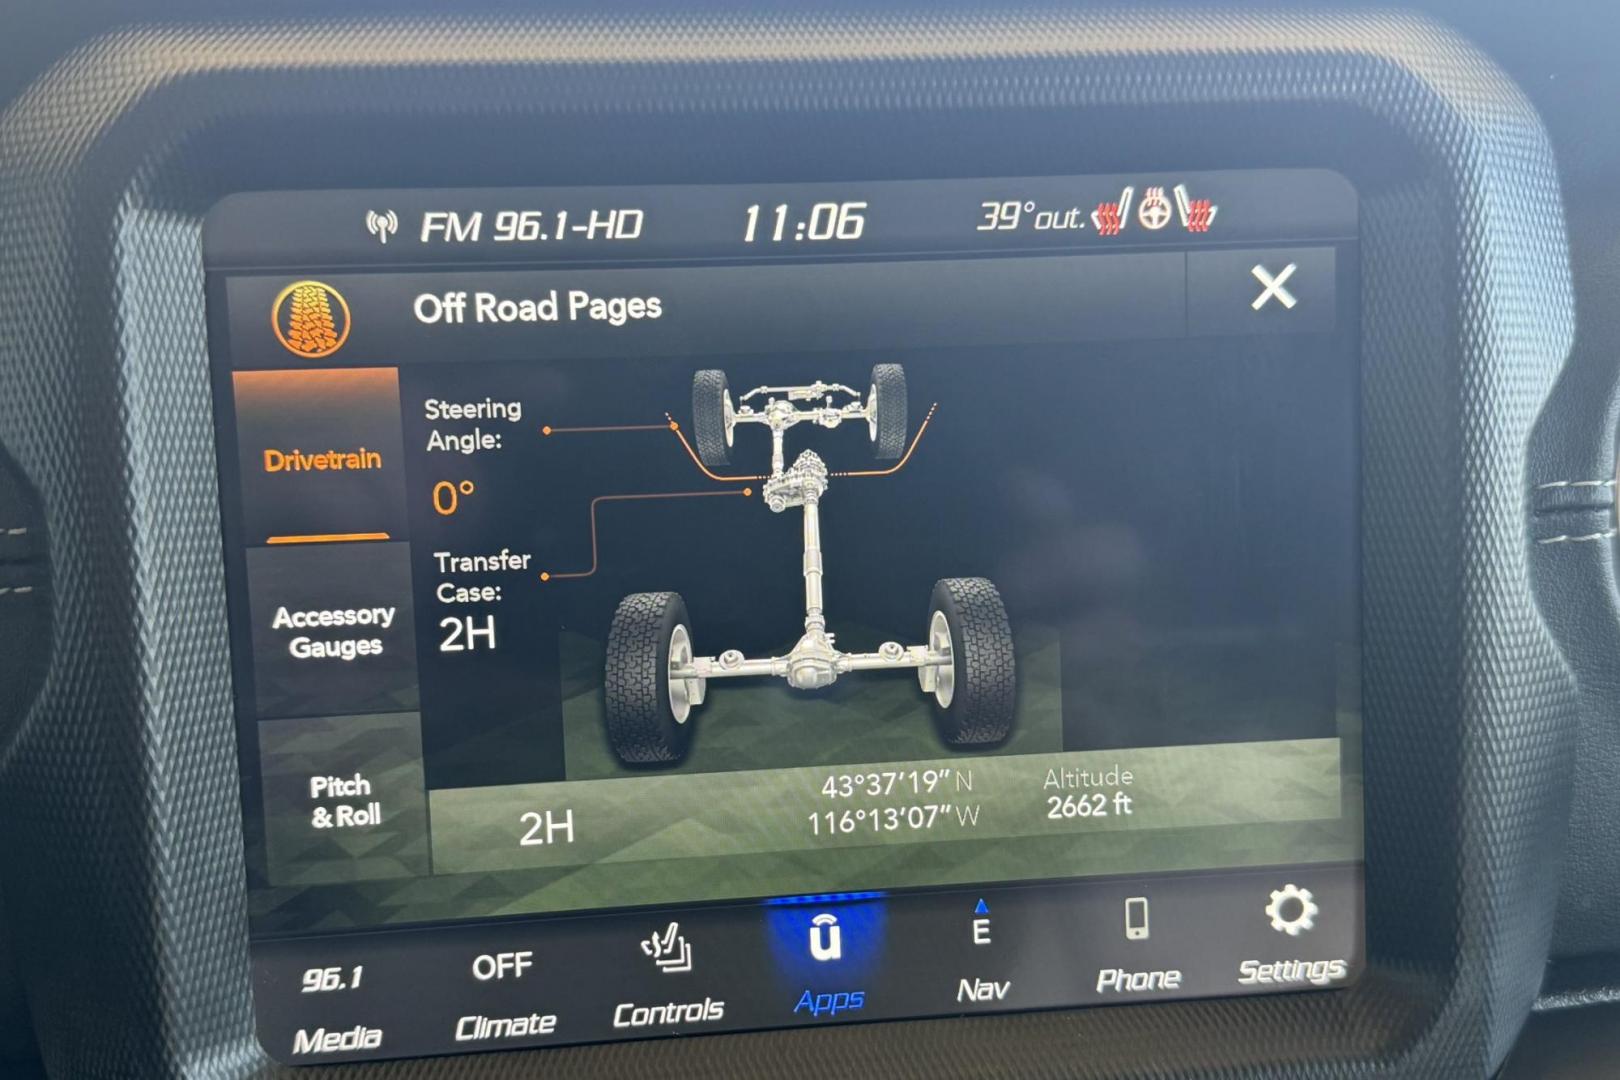 FM 96.1-HD 11:06 39°out.
Off Road Pages
Drivetrain
Accessory
Gauges
Pitch
& Roll
Steering
Angle:
0°
Transfer
Case:
2H
2H
43°37'19" N
116°13'07" W
Altitude
2662 ft
96.1
Media
OFF
Climate
Controls
ū
Apps
E
Nav
Phone
Settings